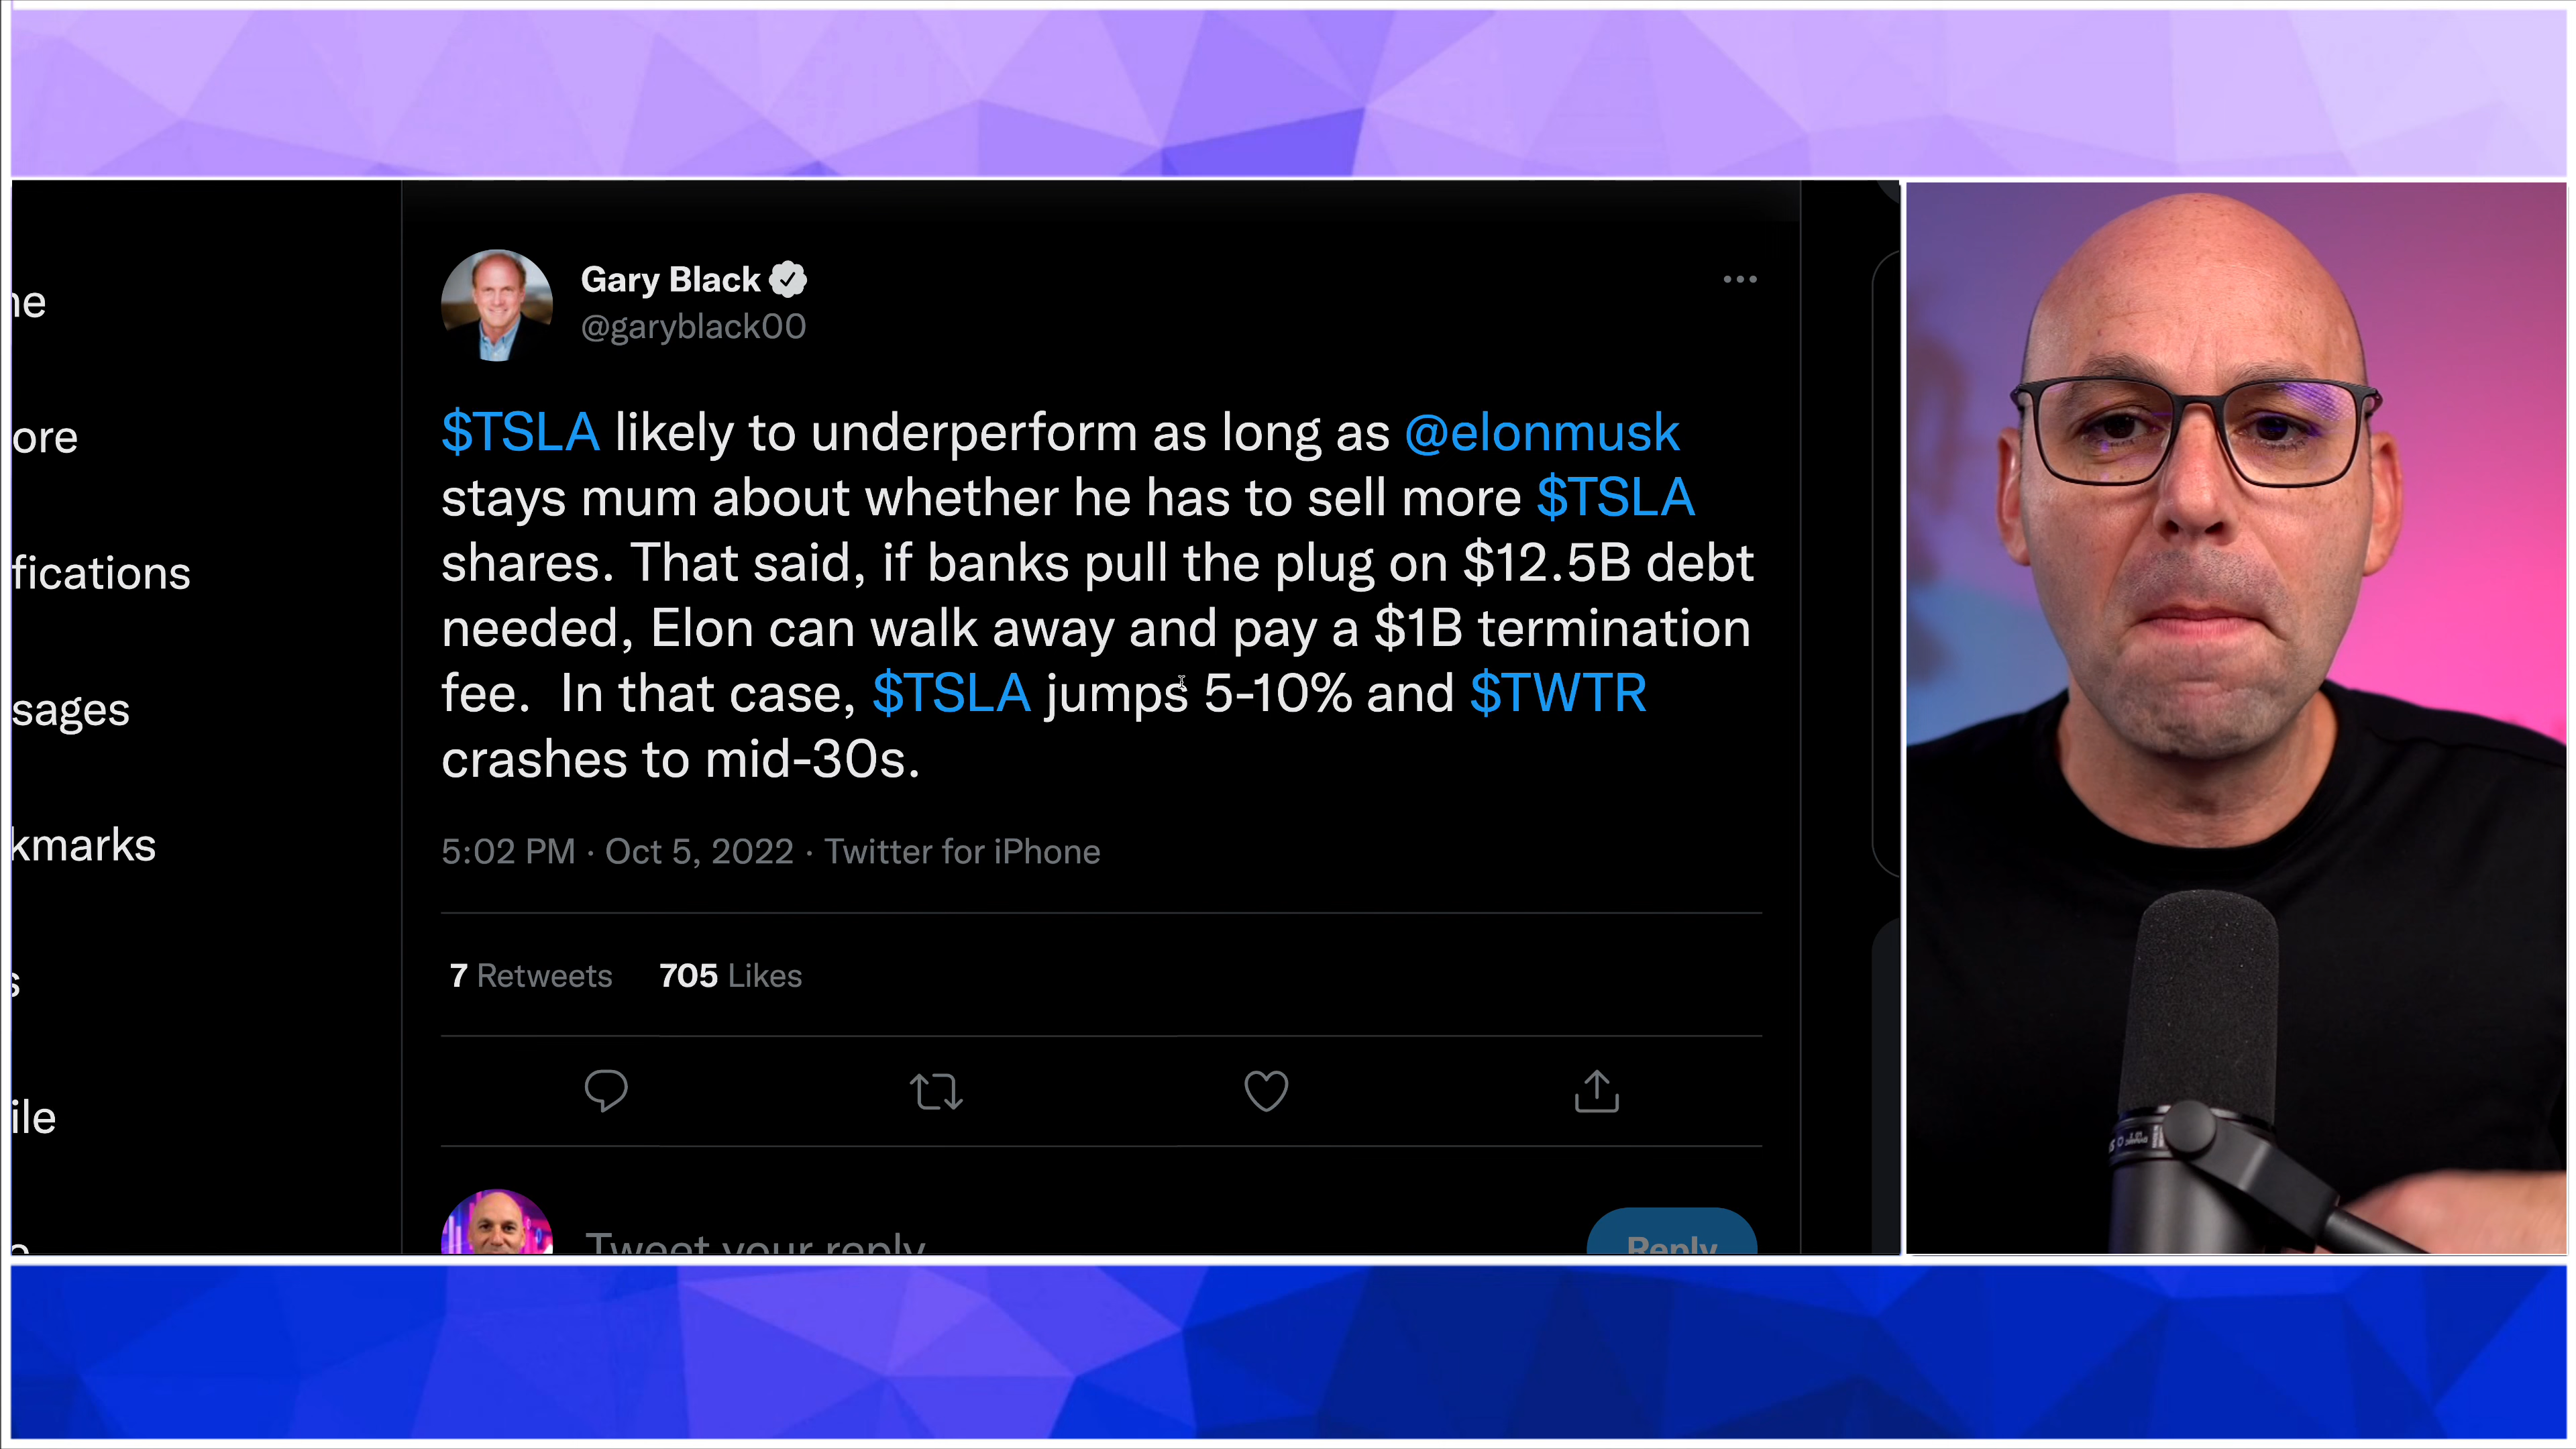 Gary Black
@garyblack00
$TSLA likely to underperform as long as @elonmusk
stays mum about whether he has to sell more $TSLA
shares. That said, if banks pull the plug on $12.5B debt
needed, Elon can walk away and pay a $1B termination
fee.  In that case, $TSLA jumps 5-10% and $TWTR
crashes to mid-30s.
5:02 PM · Oct 5, 2022 · Twitter for iPhone
7 Retweets 705 Likes
Tweet your reply
Reply
ne
ore
fications
sages
kmarks
s
ile